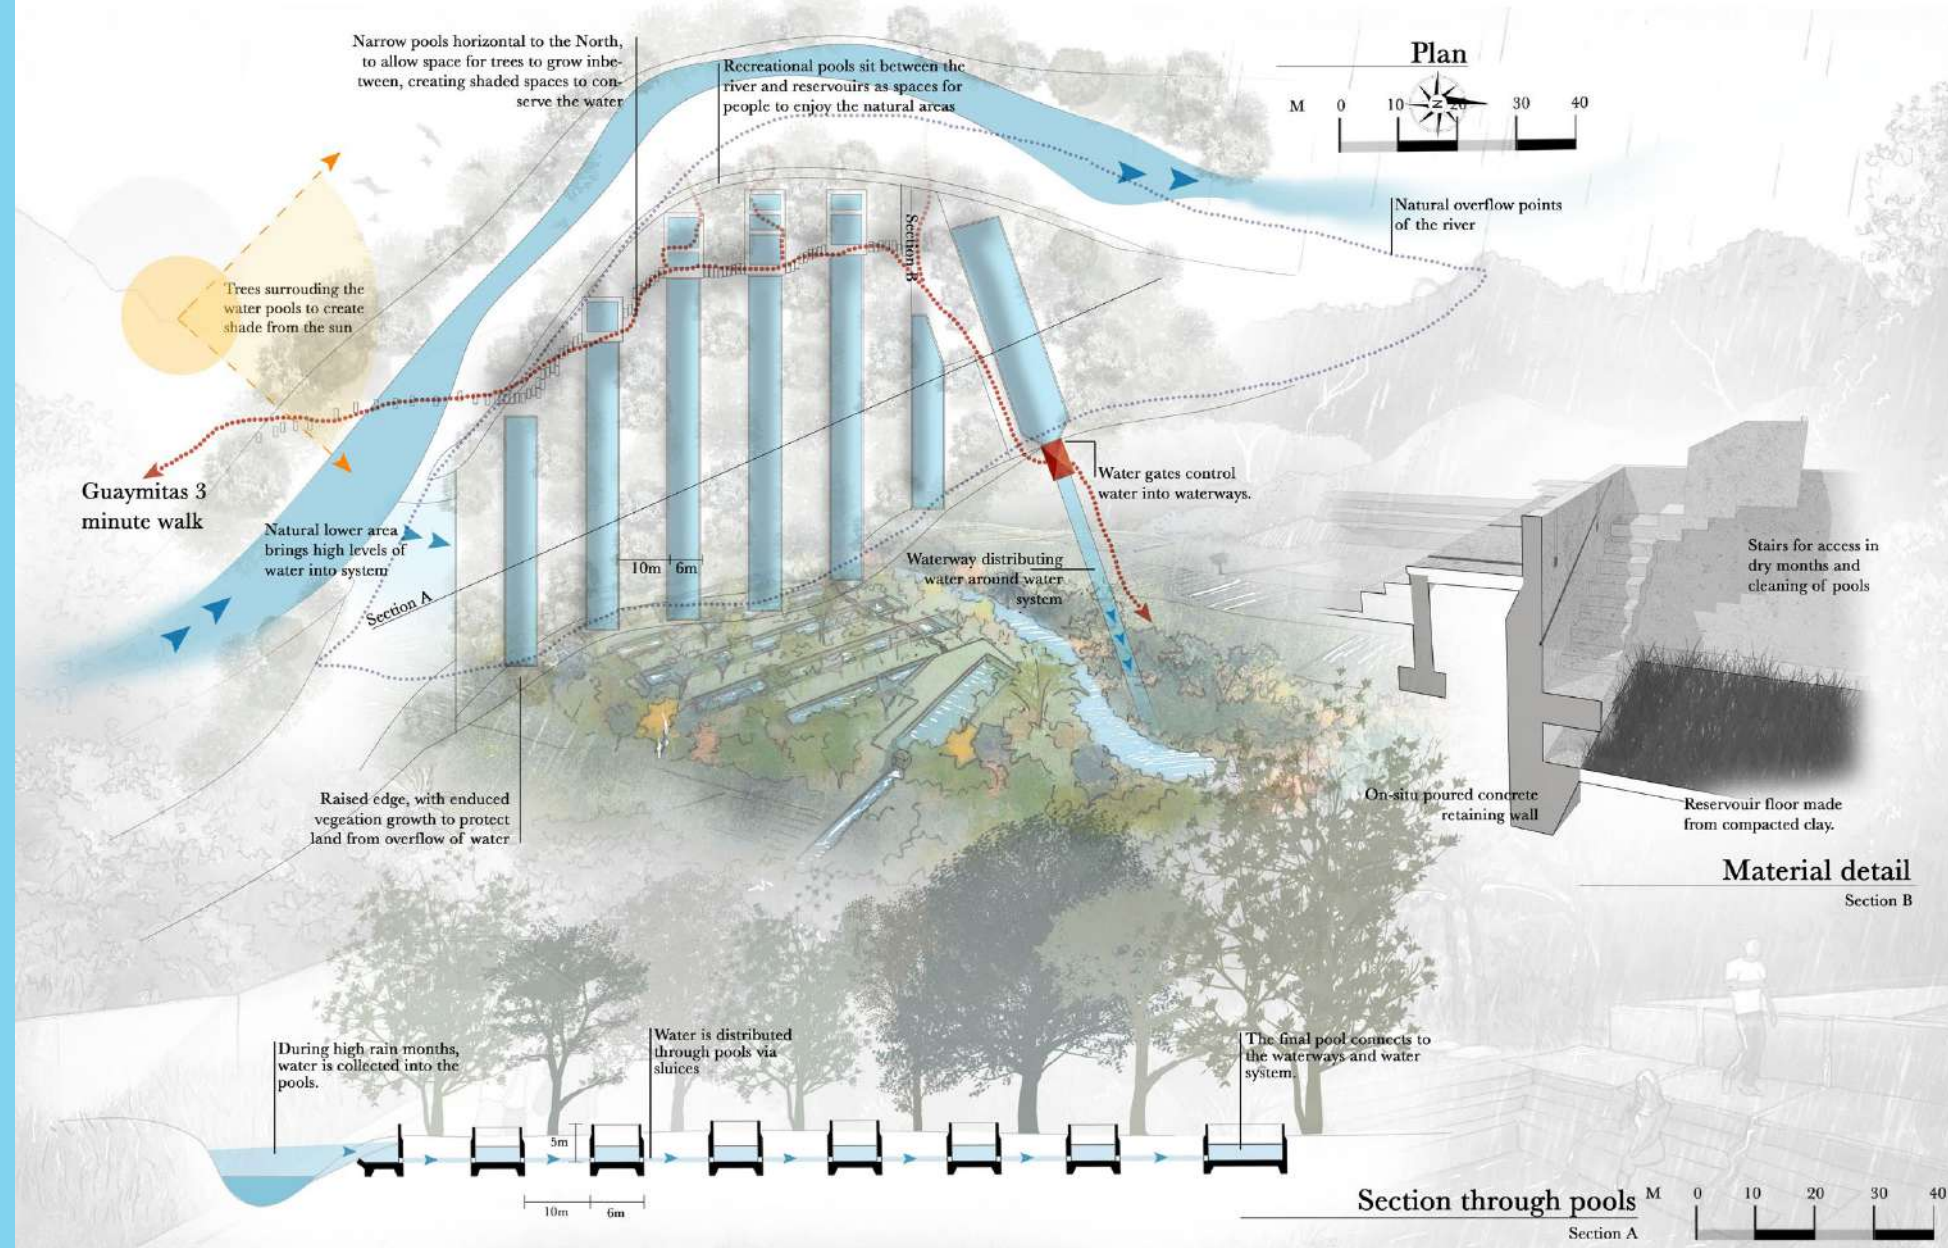 Narrow pools horizontal to the North,
to allow space for trees to grow inbe-
tween, creating shaded spaces to con-
serve the water
Recreational pools sit between the
river and reservouirs as spaces for
people to enjoy the natural areas
Plan
M 0 10 20 30 40
N
Natural overflow points
of the river
Trees surrouding the
water pools to create
shade from the sun
Section B
Guaymitas 3
minute walk
Natural lower area
brings high levels of
water into system
Section A
10m 6m
Water gates control
water into waterways.
Waterway distributing
water around water
system
Stairs for access in
dry months and
cleaning of pools
Raised edge, with enduced
vegeation growth to protect
land from overflow of water
On-situ poured concrete
retaining wall
Reservouir floor made
from compacted clay.
Material detail
Section B
During high rain months,
water is collected into the
pools.
Water is distributed
through pools via
sluices
The final pool connects to
the waterways and water
system.
5m
10m 6m
Section through pools
Section A
M 0 10 20 30 40